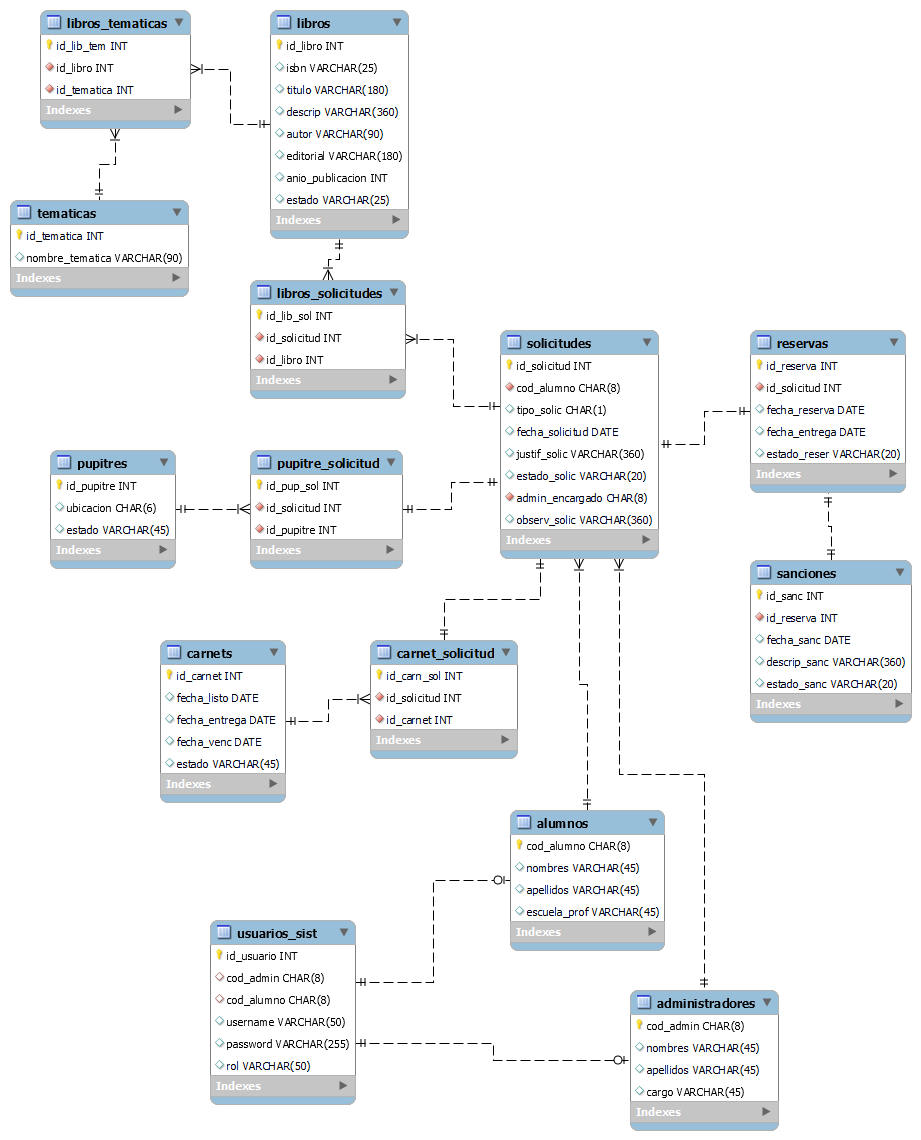 libros_tematicas
id_lib_tem INT
id_libro INT
id_tematica INT
Indexes
libros
id_libro INT
isbn VARCHAR(25)
titulo VARCHAR(180)
descrip VARCHAR(360)
autor VARCHAR(90)
editorial VARCHAR(180)
anio_publicacion INT
estado VARCHAR(25)
Indexes
tematicas
id_tematica INT
nombre_tematica VARCHAR(90)
Indexes
libros_solicitudes
id_lib_sol INT
id_solicitud INT
id_libro INT
Indexes
solicitudes
id_solicitud INT
cod_alumno CHAR(8)
tipo_solic CHAR(1)
fecha_solicitud DATE
justif_solic VARCHAR(360)
estado_solic VARCHAR(20)
admin_encargado CHAR(8)
observ_solic VARCHAR(360)
Indexes
reservas
id_reserva INT
id_solicitud INT
fecha_reserva DATE
fecha_entrega DATE
estado_reser VARCHAR(20)
Indexes
pupitres
id_pupitre INT
ubicacion CHAR(6)
estado VARCHAR(45)
Indexes
pupitre_solicitud
id_pup_sol INT
id_solicitud INT
id_pupitre INT
Indexes
sanciones
id_sanc INT
id_reserva INT
fecha_sanc DATE
descrip_sanc VARCHAR(360)
estado_sanc VARCHAR(20)
Indexes
carnets
id_carnet INT
fecha_listo DATE
fecha_entrega DATE
fecha_venc DATE
estado VARCHAR(45)
Indexes
carnet_solicitud
id_carn_sol INT
id_solicitud INT
id_carnet INT
Indexes
alumnos
cod_alumno CHAR(8)
nombres VARCHAR(45)
apellidos VARCHAR(45)
escuela_prof VARCHAR(45)
Indexes
usuarios_sist
id_usuario INT
cod_admin CHAR(8)
cod_alumno CHAR(8)
username VARCHAR(50)
password VARCHAR(255)
rol VARCHAR(50)
Indexes
administradores
cod_admin CHAR(8)
nombres VARCHAR(45)
apellidos VARCHAR(45)
cargo VARCHAR(45)
Indexes